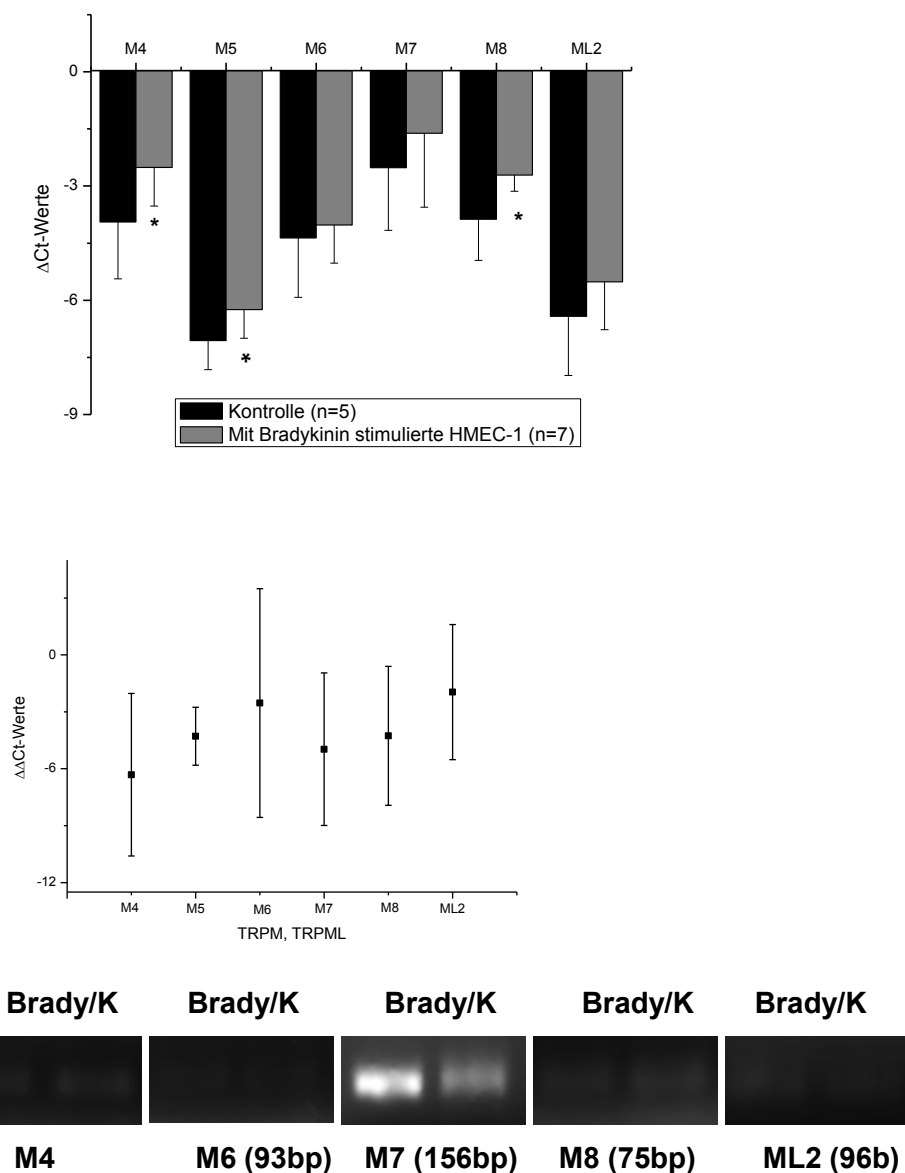 M4 M5 M6 M7 M8 ML2
0
-3
-6
-9
ΔCt-Werte
Kontrolle (n=5)
Mit Bradykinin stimulierte HMEC-1 (n=7)
* * *
0
-6
-12
ΔΔCt-Werte
M4 M5 M6 M7 M8 ML2
TRPM, TRPML
Brady/K Brady/K Brady/K Brady/K Brady/K
M4 M6 (93bp) M7 (156bp) M8 (75bp) ML2 (96b)